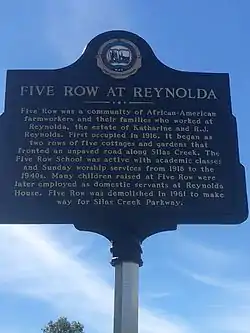 FIVE ROW AT REYNOLDA
Five Row was a community of African-American
farmworkers and their families who worked at
Reynolda, the estate of Katharine and R.J.
Reynolds. First occupied in 1916, it began as
two rows of five cottages and gardens that
fronted an unpaved road along Silas Creek. The
Five Row School was active with academic classes
and Sunday worship services from 1918 to the
1940s. Many children raised at Five Row were
later employed as domestic servants at Reynolda
House. Five Row was demolished in 1961 to make
way for Silas Creek Parkway.